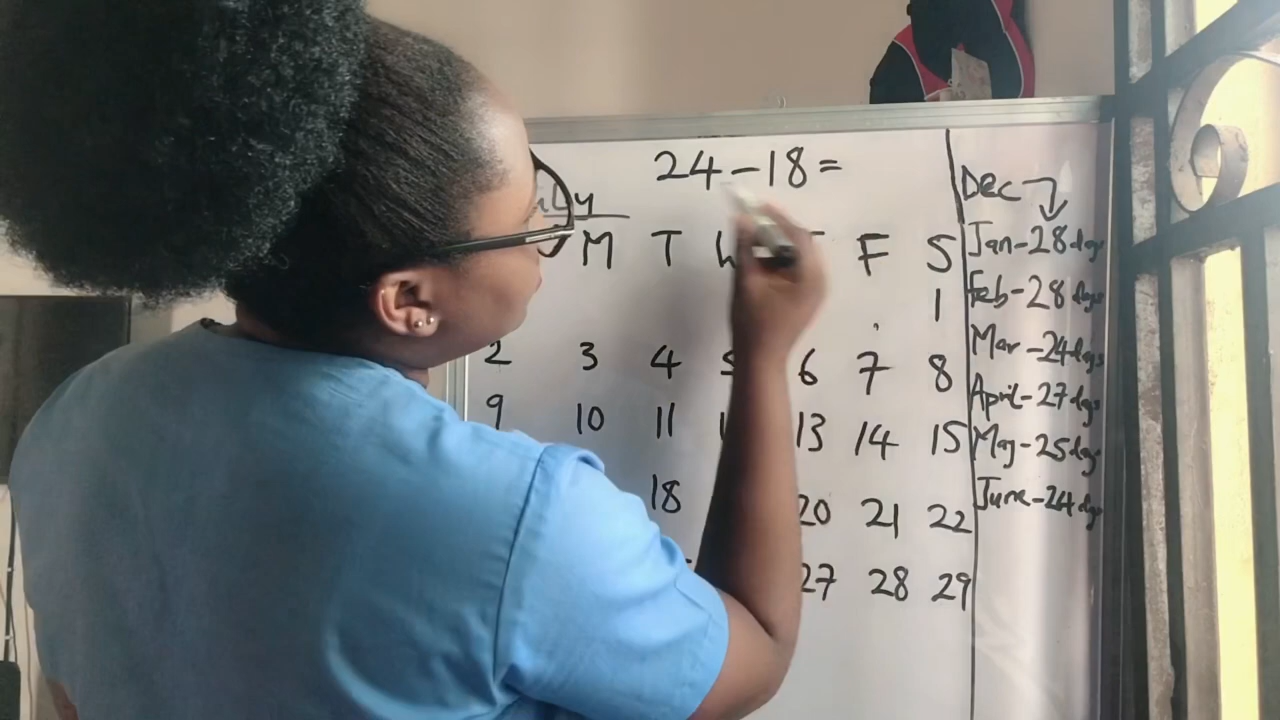 24-18=
M T F S
1
2 3 4 6 7 8
9 10 11 13 14 15
18 20 21 22
27 28 29
Dec
Jan-28 days
Feb-28 days
Mar-24 days
April-27 days
May-25 days
June-24 days